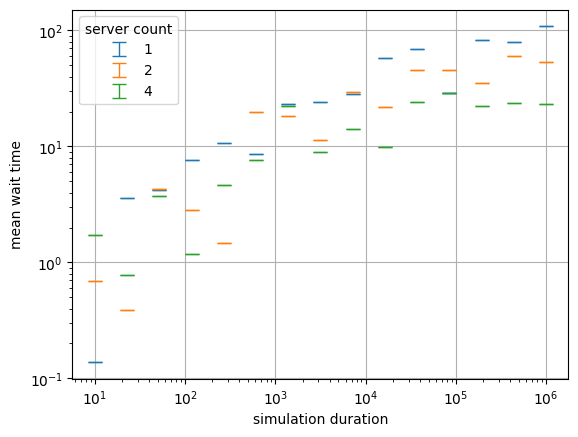 server count
1
2
4
mean wait time
10²
10¹
10⁰
10⁻¹
10¹ 10² 10³ 10⁴ 10⁵ 10⁶
simulation duration